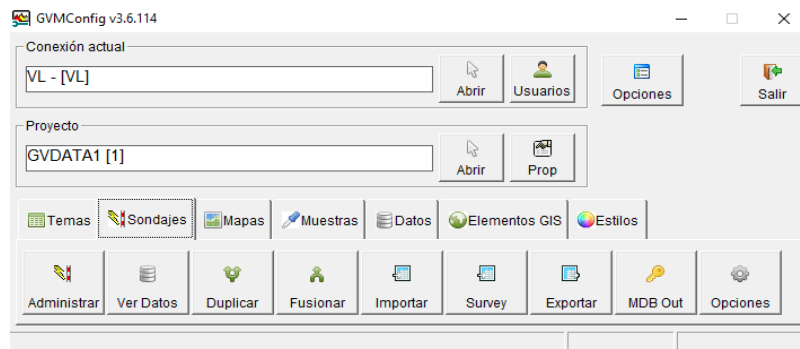 GVMConfig v3.6.114
Conexión actual
VL - [VL]
Abrir
Usuarios
Opciones
Salir
Proyecto
GVDATA1 [1]
Abrir
Prop
Temas Sondajes Mapas Muestras Datos Elementos GIS Estilos
Administrar Ver Datos Duplicar Fusionar Importar Survey Exportar MDB Out Opciones